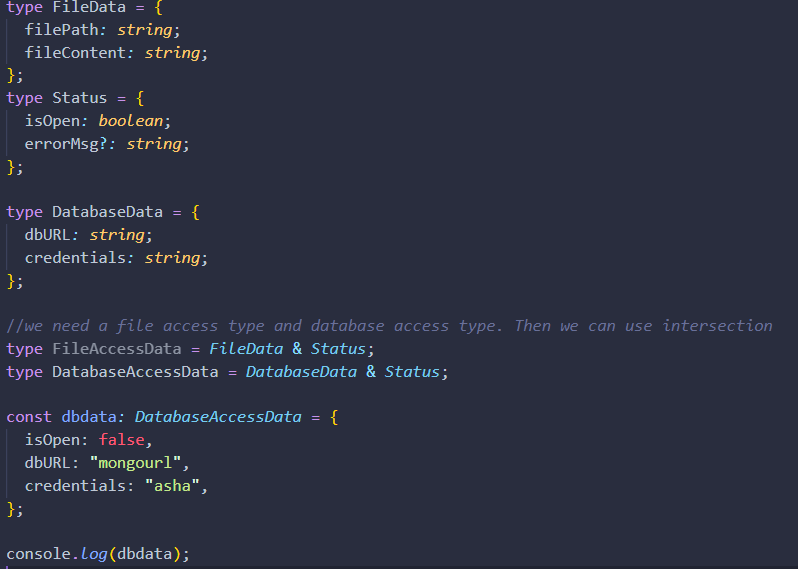 type FileData = {
filePath: string;
fileContent: string;
};
type Status = {
isOpen: boolean;
errorMsg?: string;
};
type DatabaseData = {
dbURL: string;
credentials: string;
};
//we need a file access type and database access type. Then we can use intersection
type FileAccessData = FileData & Status;
type DatabaseAccessData = DatabaseData & Status;
const dbdata: DatabaseAccessData = {
isOpen: false,
dbURL: "mongourl",
credentials: "asha",
};
console.log(dbdata);